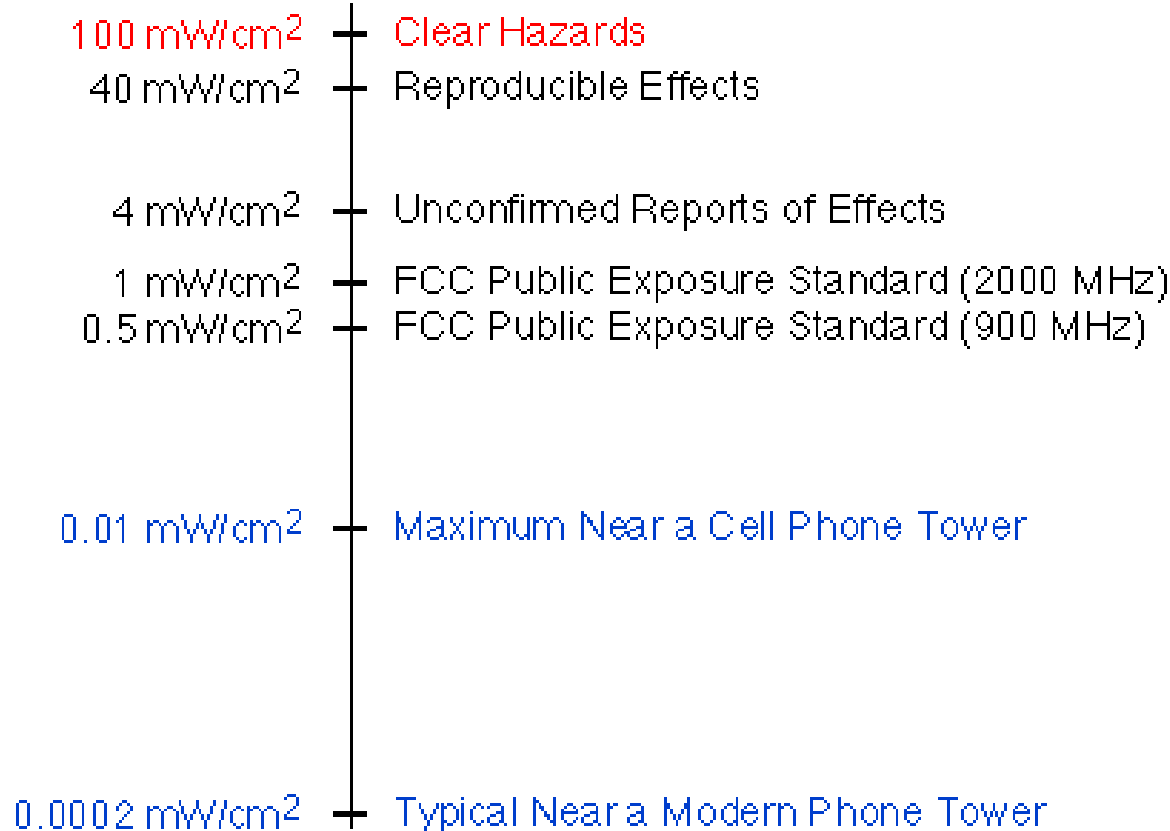 100 mW/cm² Clear Hazards
40 mW/cm² Reproducible Effects
4 mW/cm² Unconfirmed Reports of Effects
1 mW/cm² FCC Public Exposure Standard (2000 MHz)
0.5 mW/cm² FCC Public Exposure Standard (900 MHz)
0.01 mW/cm² Maximum Near a Cell Phone Tower
0.0002 mW/cm² Typical Near a Modern Phone Tower